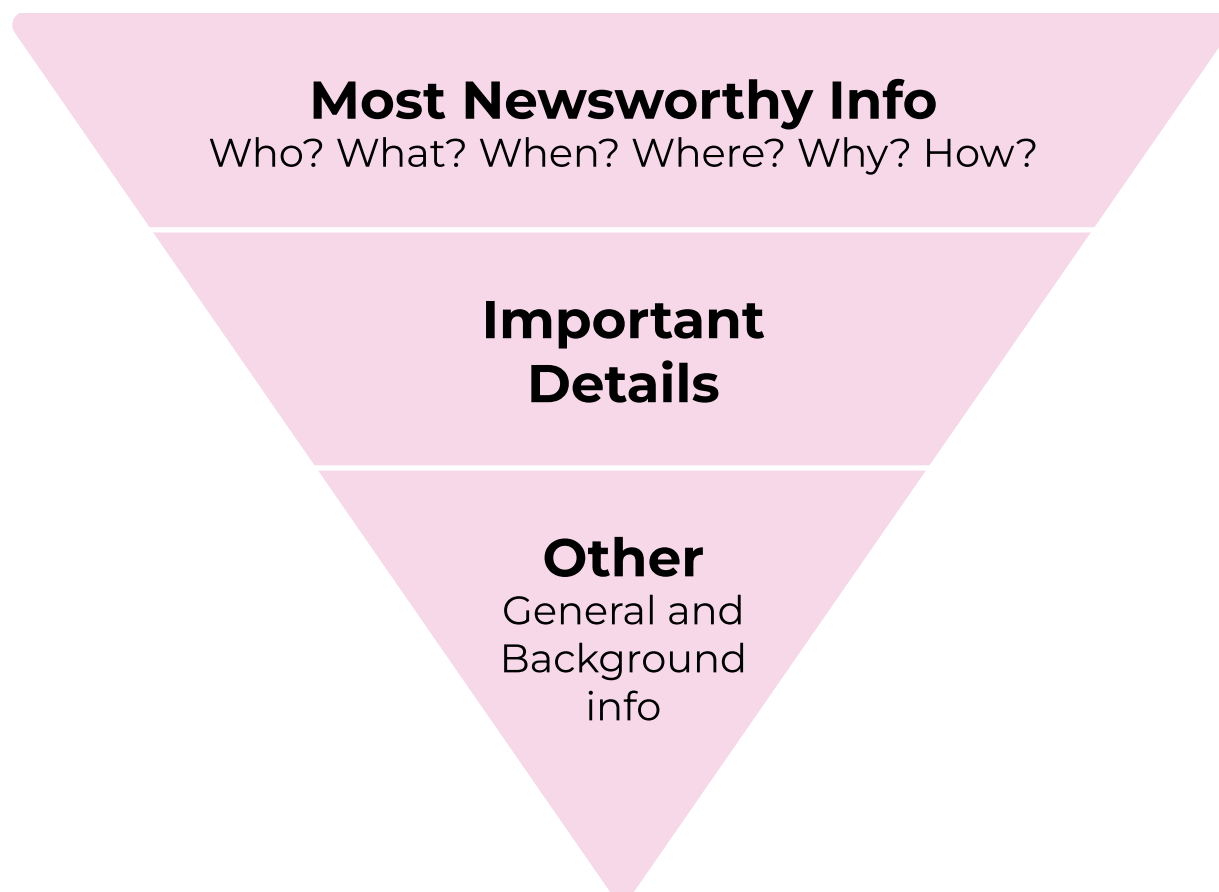 Most Newsworthy Info
Who? What? When? Where? Why? How?
Important
Details
Other
General and
Background
info